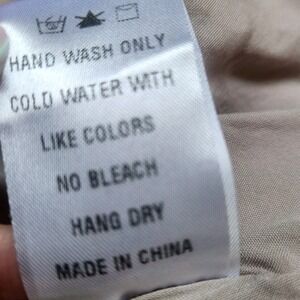 HAND WASH ONLY
COLD WATER WITH
LIKE COLORS
NO BLEACH
HANG DRY
MADE IN CHINA